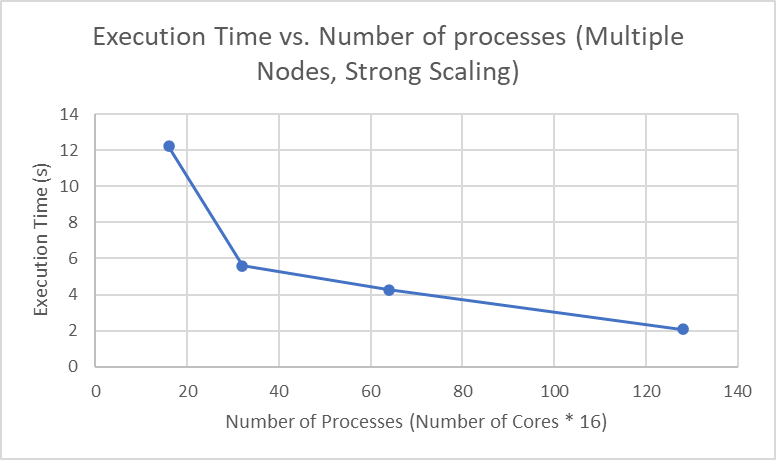 Execution Time vs. Number of processes (Multiple
Nodes, Strong Scaling)
14
12
10
8
6
4
2
0
Execution Time (s)
0 20 40 60 80 100 120 140
Number of Processes (Number of Cores * 16)